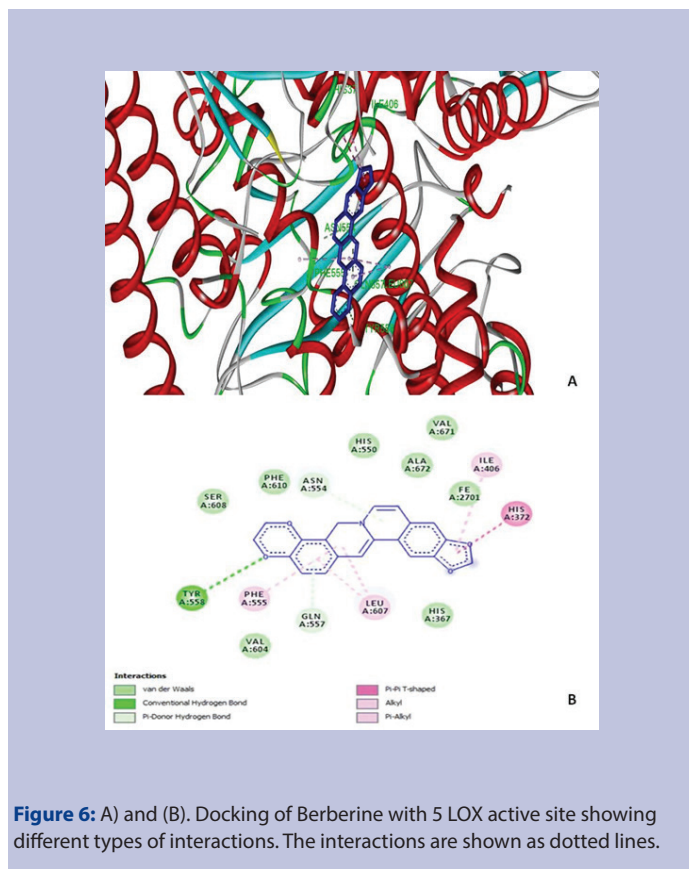 ILE406
A
VAL
A:671
HIS
A:550
ILE
A:406
ALA
A:672
PHE
A:610
ASN
A:554
FE
A:2701
SER
A:608
HIS
A:372
TYR
A:558
PHE
A:555
LEU
A:607
GLN
A:557
HIS
A:367
VAL
A:604
Interactions
van der Waals
Conventional Hydrogen Bond
Pi-Donor Hydrogen Bond
Pi-Pi T-shaped
Alkyl
Pi-Alkyl
B
Figure 6: A) and (B). Docking of Berberine with 5 LOX active site showing
different types of interactions. The interactions are shown as dotted lines.